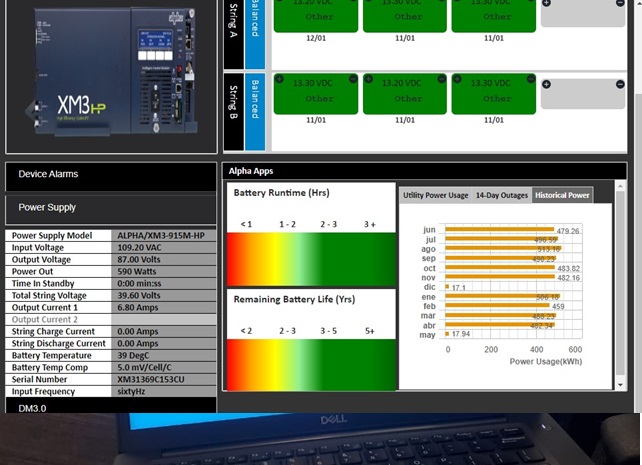 13.20 VDC
13.20 VDC
13.30 VDC
Other
Other
Other
12/01
11/01
11/01
String A
Balanced
13.30 VDC
13.20 VDC
13.30 VDC
Other
Other
Other
11/01
11/01
11/01
String B
Balanced
XM3 HP
Device Alarms
Power Supply
Power Supply Model ALPHA/XM3-915M-HP
Input Voltage 109.20 VAC
Output Voltage 87.00 Volts
Power Out 590 Watts
Time In Standby 0:00 min:ss
Total String Voltage 39.60 Volts
Output Current 1 6.80 Amps
Output Current 2
String Charge Current 0.00 Amps
String Discharge Current 0.00 Amps
Battery Temperature 39 DegC
Battery Temp Comp 5.0 mV/Cell/C
Serial Number XM31369C153CU
Input Frequency sixtyHz
DM3.0
Alpha Apps
Battery Runtime (Hrs)
< 1 1 - 2 2 - 3 3 +
Remaining Battery Life (Yrs)
< 2 2 - 3 3 - 5 5+
Utility Power Usage 14-Day Outages Historical Power
jun 479.26
jul 496.59
ago 513.16
sep 490.23
oct 483.82
nov 482.16
dic 17.1
ene 506.18
feb 459
mar 488.23
abr 482.34
may 17.94
0 200 400 600
Power Usage(kWh)
DELL